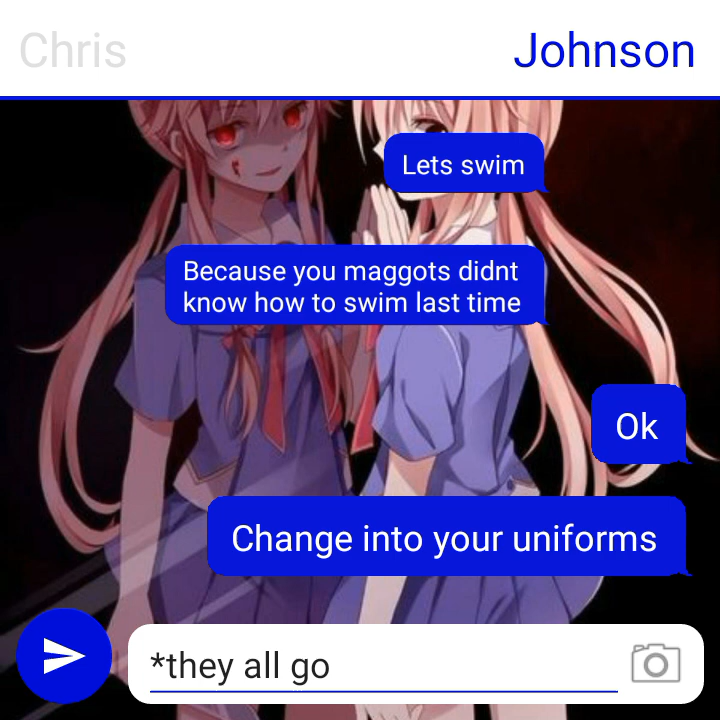 Chris
Johnson
Lets swim
Because you maggots didnt
know how to swim last time
Ok
Change into your uniforms
*they all go